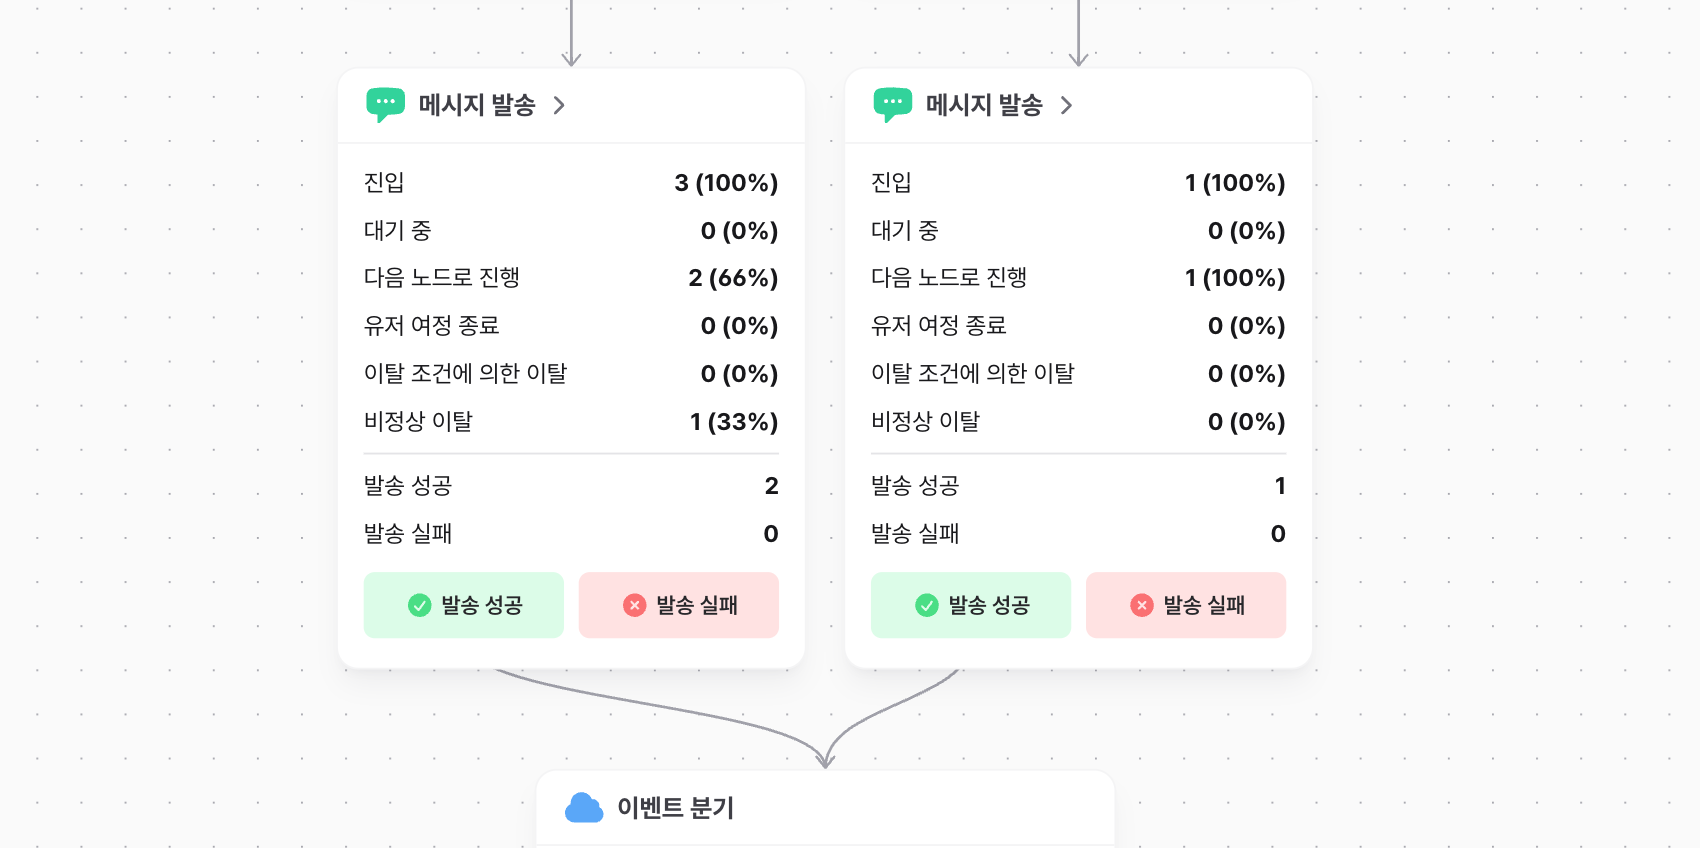 메시지 발송
진입 3 (100%)
대기 중 0 (0%)
다음 노드로 진행 2 (66%)
유저 여정 종료 0 (0%)
이탈 조건에 의한 이탈 0 (0%)
비정상 이탈 1 (33%)
발송 성공 2
발송 실패 0
발송 성공 발송 실패
메시지 발송
진입 1 (100%)
대기 중 0 (0%)
다음 노드로 진행 1 (100%)
유저 여정 종료 0 (0%)
이탈 조건에 의한 이탈 0 (0%)
비정상 이탈 0 (0%)
발송 성공 1
발송 실패 0
발송 성공 발송 실패
이벤트 분기